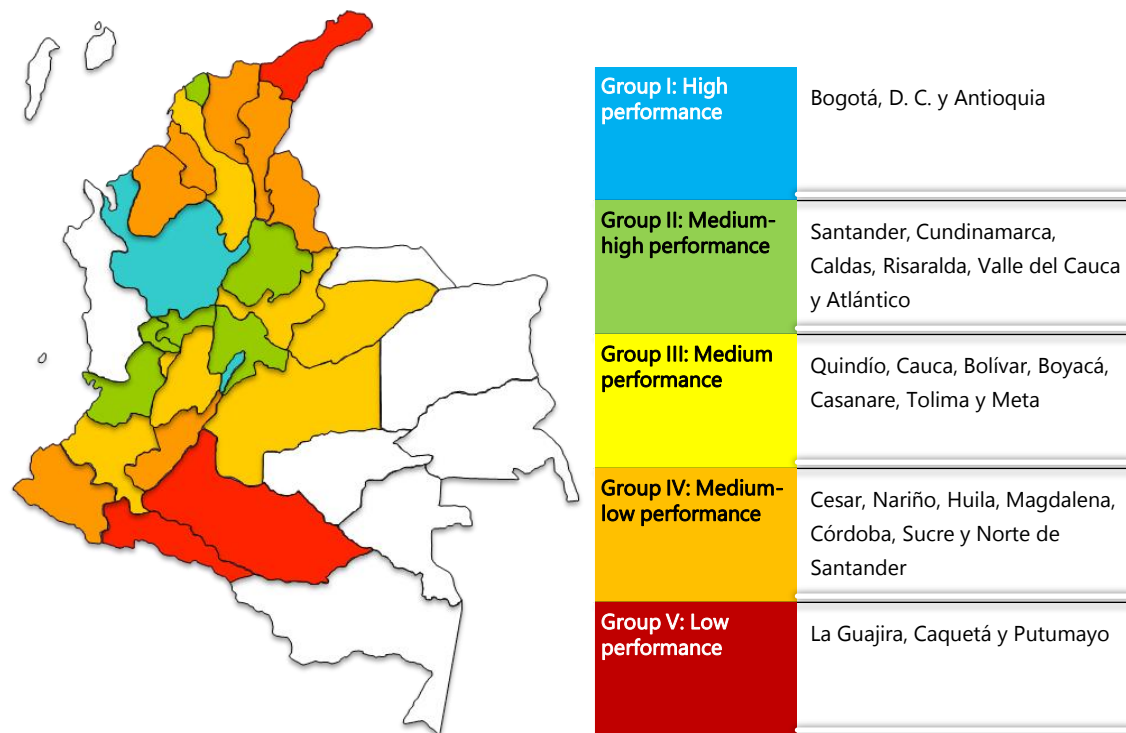 Group I: High
performance
Bogotá, D. C. y Antioquia
Group II: Medium-
high performance
Santander, Cundinamarca,
Caldas, Risaralda, Valle del Cauca
y Atlántico
Group III: Medium
performance
Quindío, Cauca, Bolívar, Boyacá,
Casanare, Tolima y Meta
Group IV: Medium-
low performance
Cesar, Nariño, Huila, Magdalena,
Córdoba, Sucre y Norte de
Santander
Group V: Low
performance
La Guajira, Caquetá y Putumayo